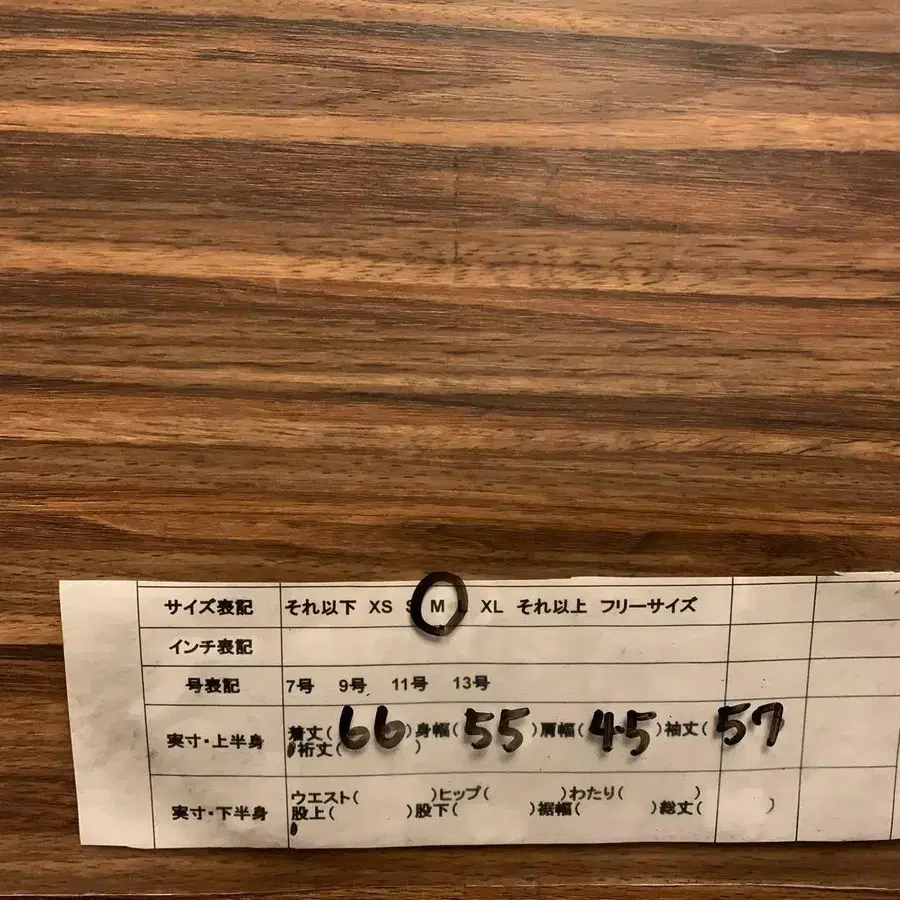 サイズ表記 それ以下 XS S M L XL それ以上 フリーサイズ
インチ表記
号表記 7号 9号 11号 13号
実寸・上半身 着丈(66)身幅(55)肩幅(45)袖丈(57)
裄丈( )
実寸・下半身 ウエスト( )ヒップ( )わたり( )
股上( )股下( )裾幅( )総丈( )